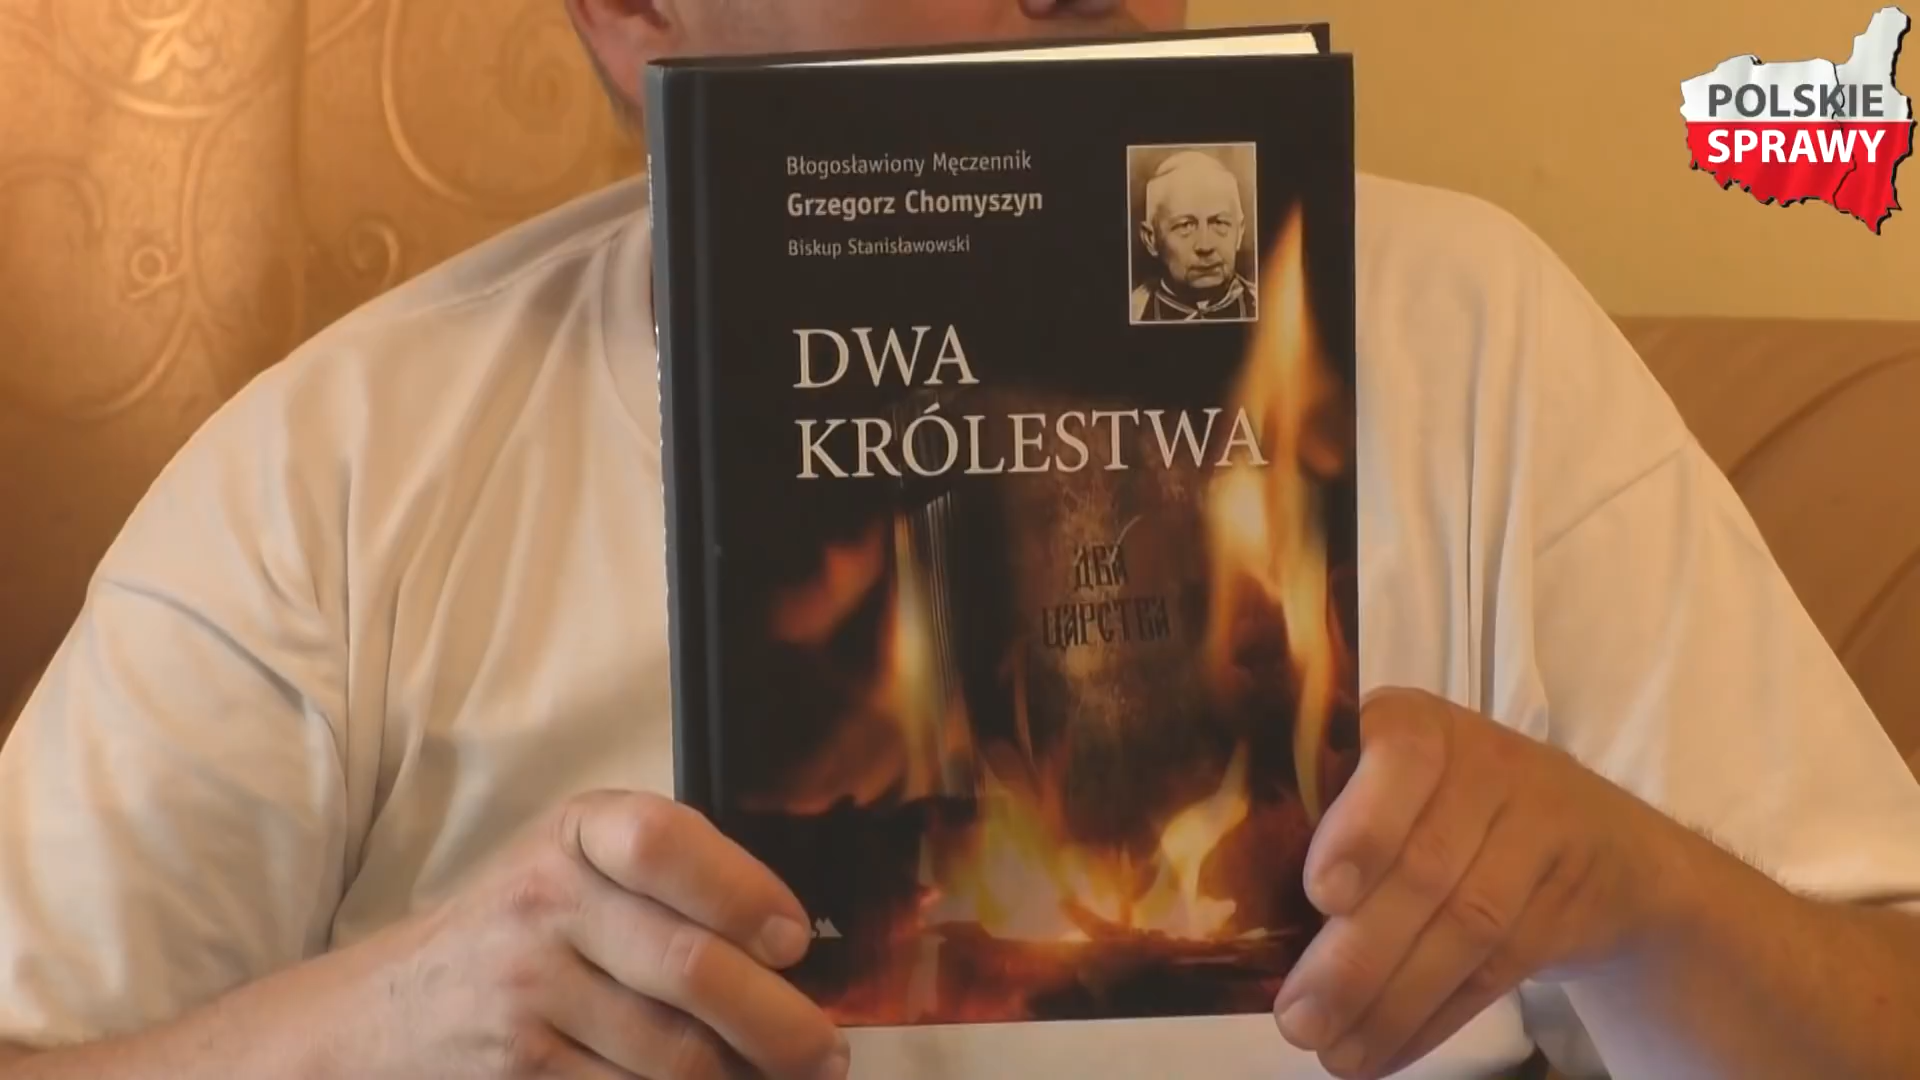 Błogosławiony Męczennik
Grzegorz Chomyszyn
Biskup Stanisławowski
DWA
KRÓLESTWA
ДВА
ЦАРСТВА
POLSKIE
SPRAWY